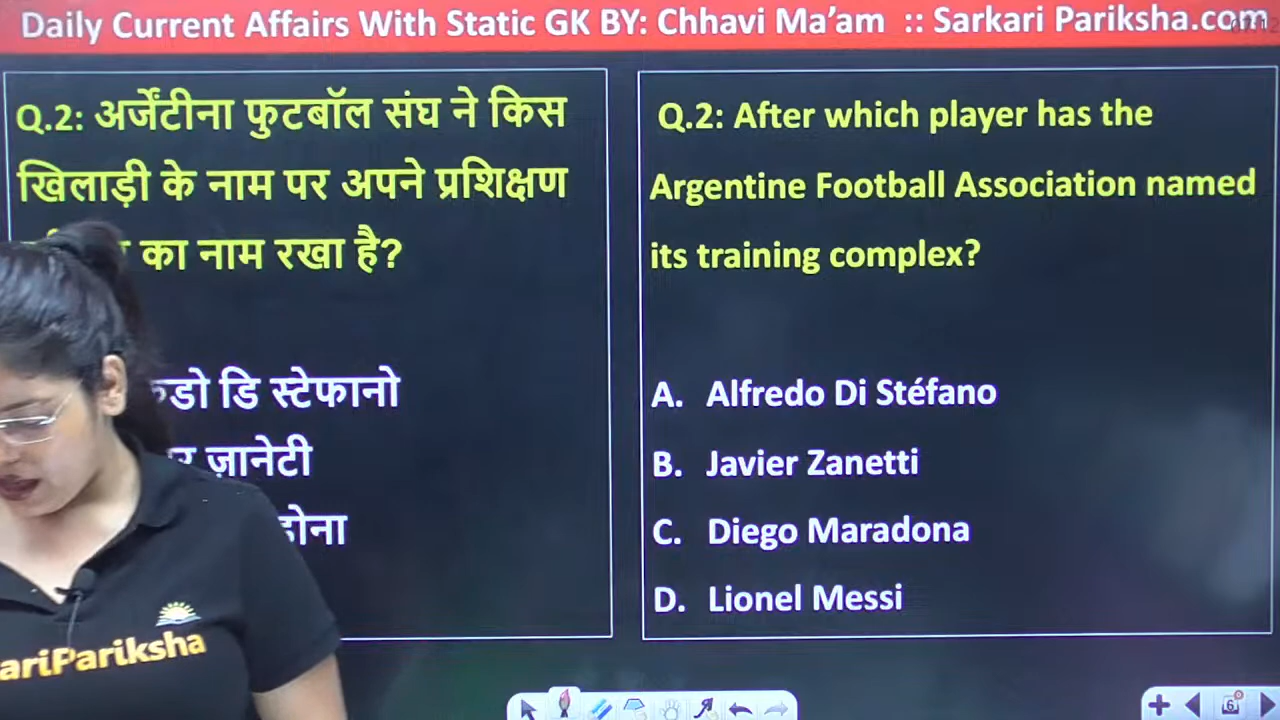 Daily Current Affairs With Static GK BY: Chhavi Ma’am :: Sarkari Pariksha.com
Q.2: अर्जेंटीना फुटबॉल संघ ने किस
खिलाड़ी के नाम पर अपने प्रशिक्षण
का नाम रखा है?
डि स्टेफानो
ज़ानेटी
Q.2: After which player has the
Argentine Football Association named
its training complex?
A. Alfredo Di Stéfano
B. Javier Zanetti
C. Diego Maradona
D. Lionel Messi
ariPariksha
6